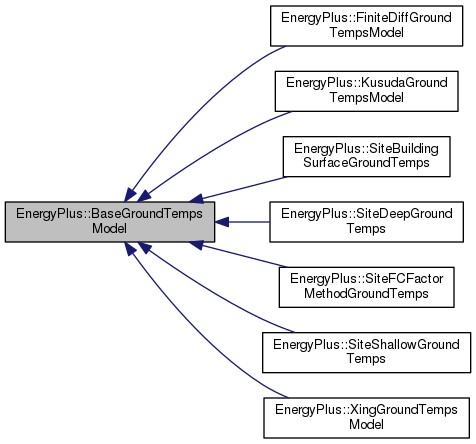 EnergyPlus::FiniteDiffGround
TempsModel
EnergyPlus::KusudaGround
TempsModel
EnergyPlus::SiteBuilding
SurfaceGroundTemps
EnergyPlus::BaseGroundTemps
Model
EnergyPlus::SiteDeepGround
Temps
EnergyPlus::SiteFCFactor
MethodGroundTemps
EnergyPlus::SiteShallowGround
Temps
EnergyPlus::XingGroundTemps
Model